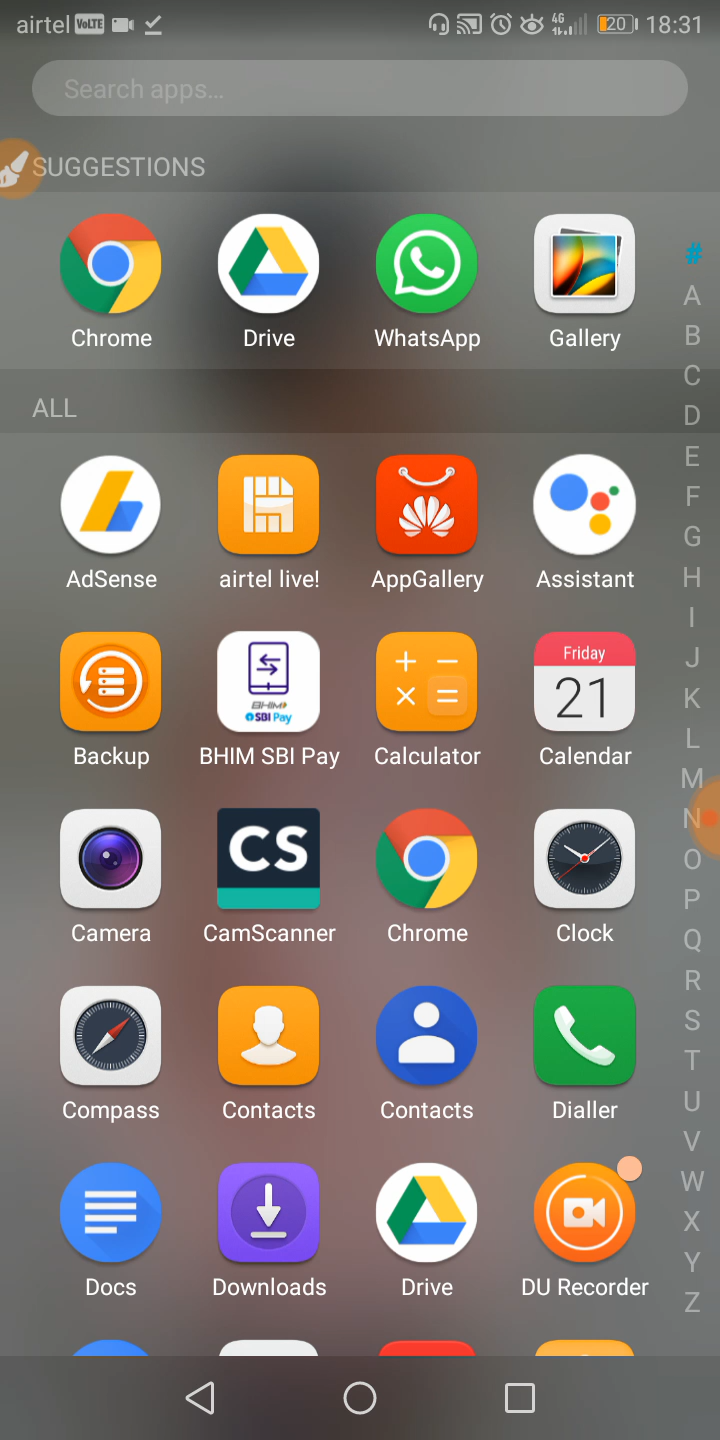 airtel VoLTE 4G 20 18:31
Search apps...
SUGGESTIONS
Chrome Drive WhatsApp Gallery
#
A
B
C
D
E
F
G
H
I
J
K
L
M
N
O
P
Q
R
S
T
U
V
W
X
Y
Z
ALL
AdSense airtel live! AppGallery Assistant
Friday
21
BHIM
SBI Pay
Backup BHIM SBI Pay Calculator Calendar
CS
Camera CamScanner Chrome Clock
Compass Contacts Contacts Dialler
Docs Downloads Drive DU Recorder